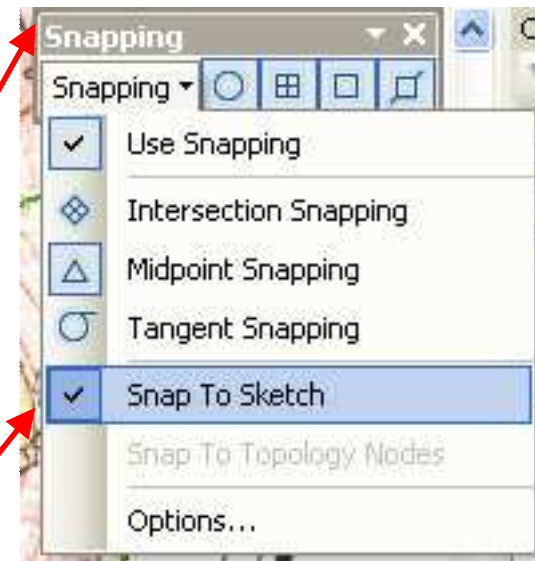 Snapping
Snapping
Use Snapping
Intersection Snapping
Midpoint Snapping
Tangent Snapping
Snap To Sketch
Snap To Topology Nodes
Options...